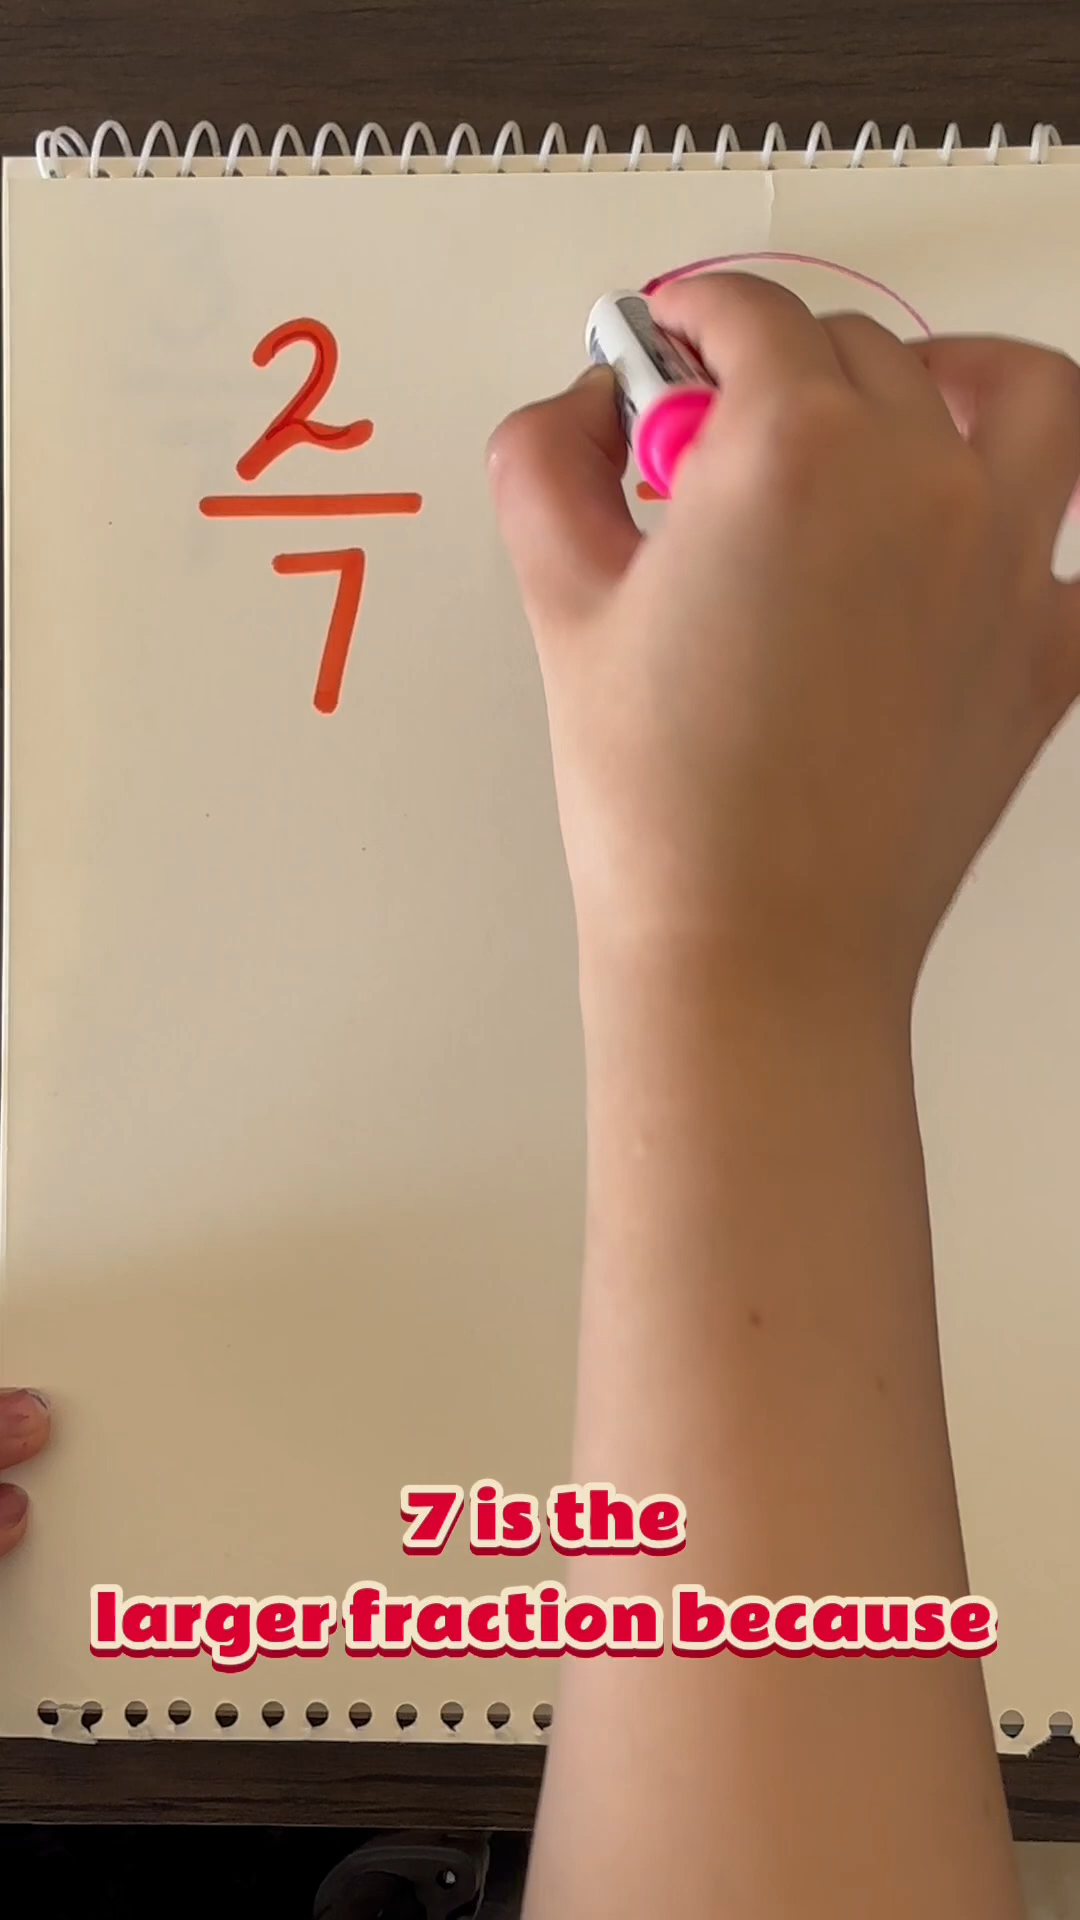 2
7
7 is the
larger fraction because